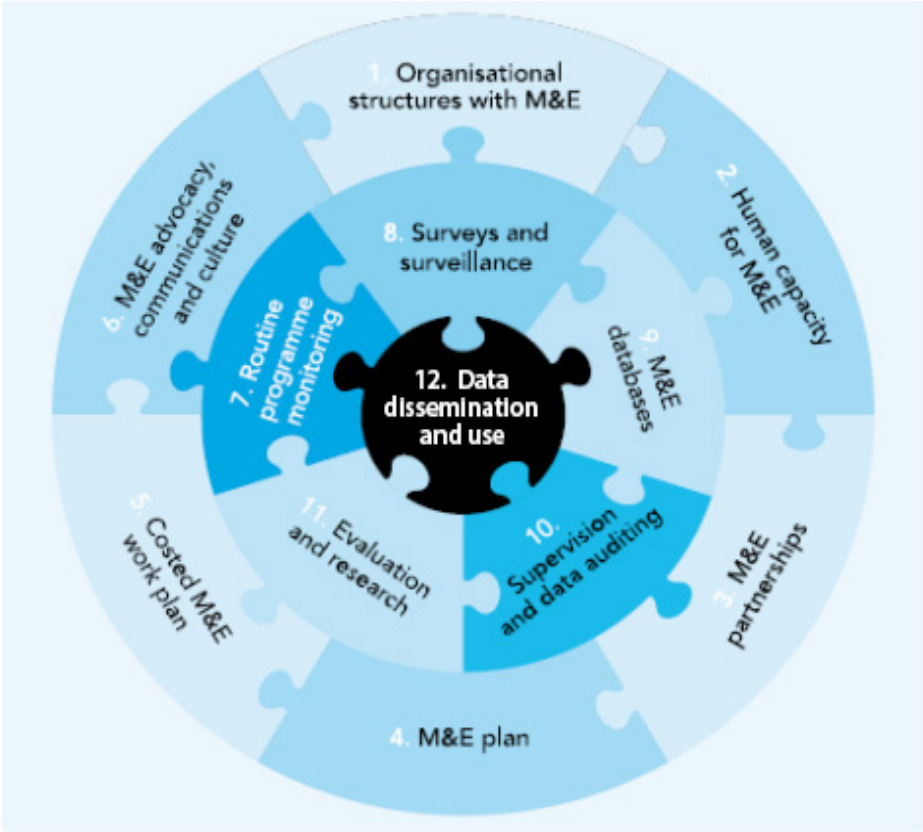 1. Organisational
structures with M&E
2. Human capacity
for M&E
3. M&E
partnerships
4. M&E plan
5. Costed M&E
work plan
6. M&E advocacy,
communications
and culture
7. Routine
programme
monitoring
8. Surveys and
surveillance
9. M&E
databases
10.
Supervision
and data auditing
11. Evaluation
and research
12. Data
dissemination
and use